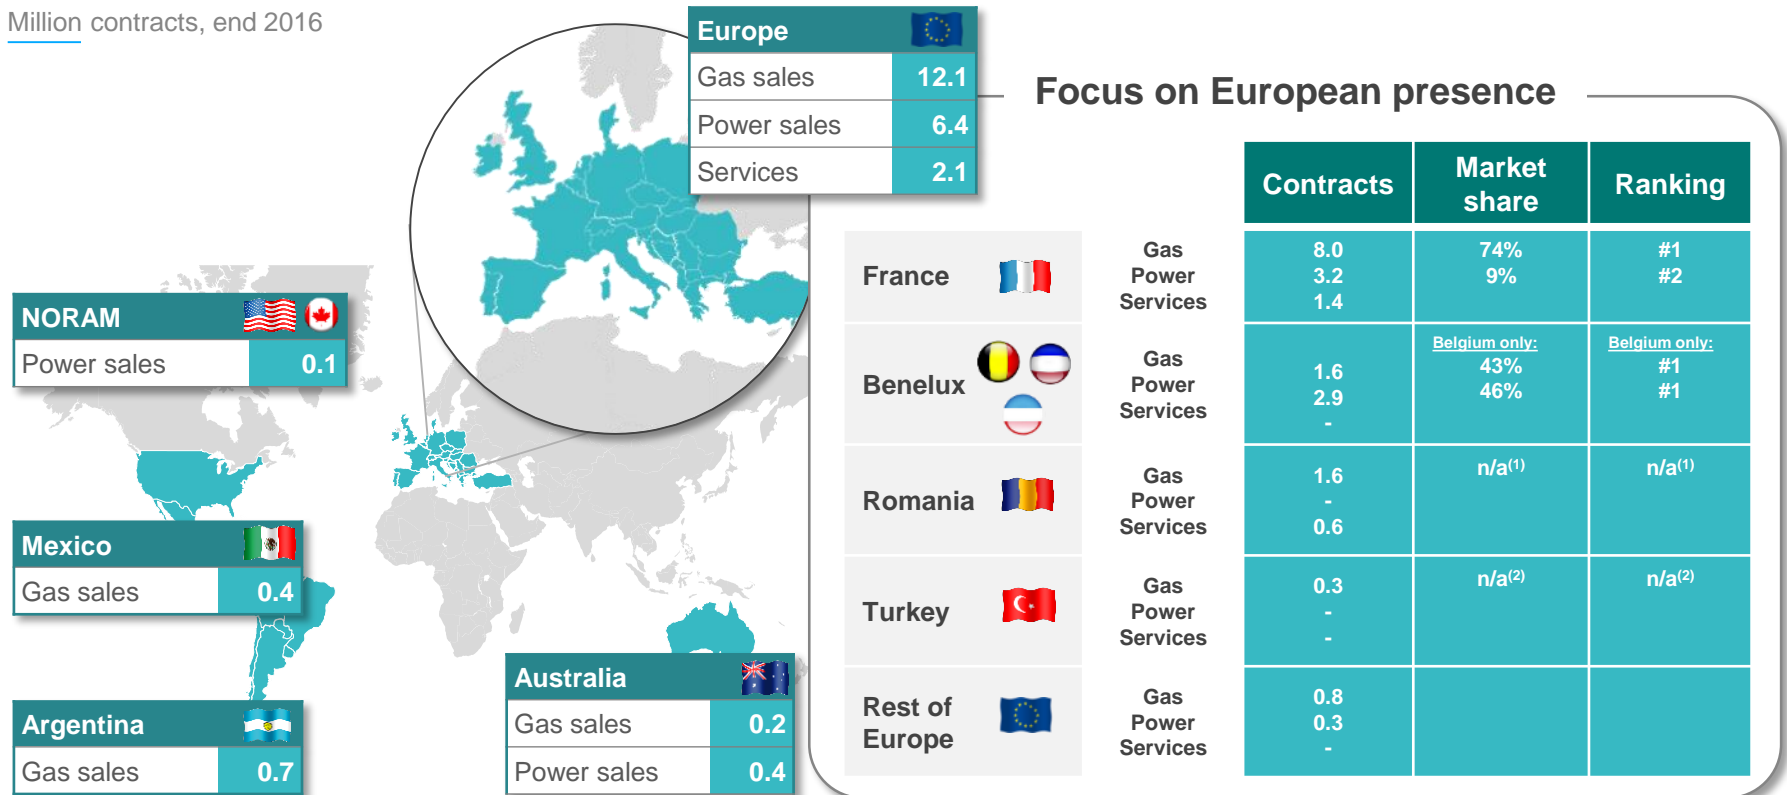 Million contracts, end 2016
Europe
Gas sales 12.1
Power sales 6.4
Services 2.1
NORAM
Power sales 0.1
Mexico
Gas sales 0.4
Argentina
Gas sales 0.7
Australia
Gas sales 0.2
Power sales 0.4
Focus on European presence
Contracts Market share Ranking
France
Gas 8.0 74% #1
Power 3.2 9% #2
Services 1.4
Benelux
Belgium only: Belgium only:
Gas 1.6 43% #1
Power 2.9 46% #1
Services -
Romania
Gas 1.6 n/a(1) n/a(1)
Power -
Services 0.6
Turkey
Gas 0.3 n/a(2) n/a(2)
Power -
Services -
Rest of Europe
Gas 0.8
Power 0.3
Services -